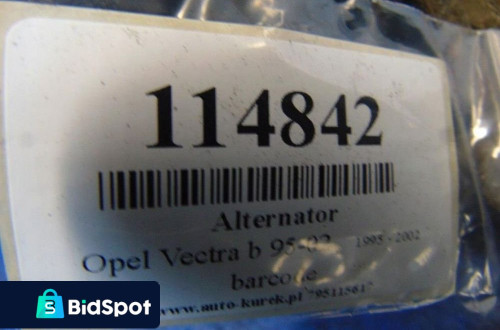 114842
Alternator
Opel Vectra b 95-02 1995 - 2002
barcode
www.auto-kurek.pl
BidSpot